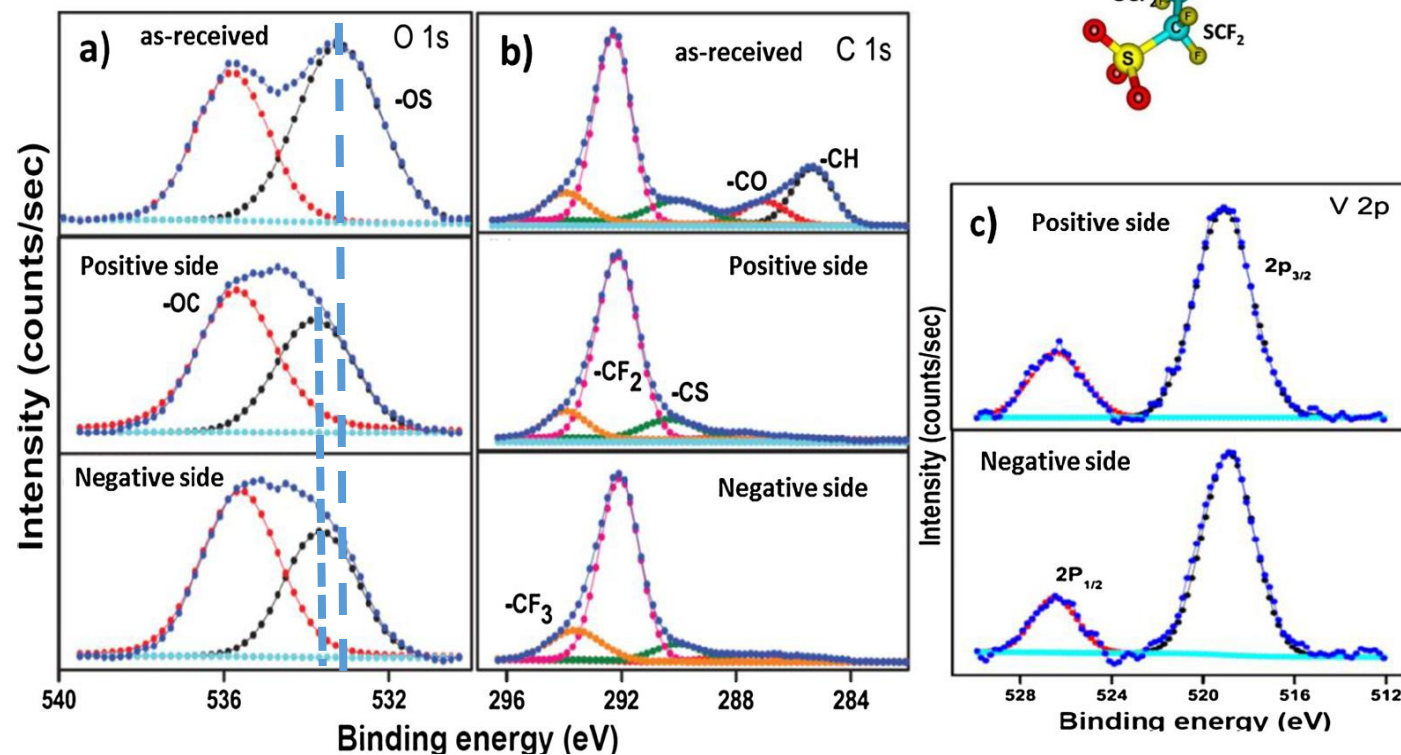 a)
as-received
O 1s
-OS
Positive side
-OC
Negative side
540
536
532
Intensity (counts/sec)
b)
as-received
C 1s
-CO
-CH
Positive side
-CF2
-CS
Negative side
-CF3
296
292
288
284
Binding energy (eV)
SCF2
S
C
F
F
F
O
O
O
c)
Positive side
V 2p
2p3/2
Negative side
2P1/2
528
524
520
516
512
Intensity (counts/sec)
Binding energy (eV)